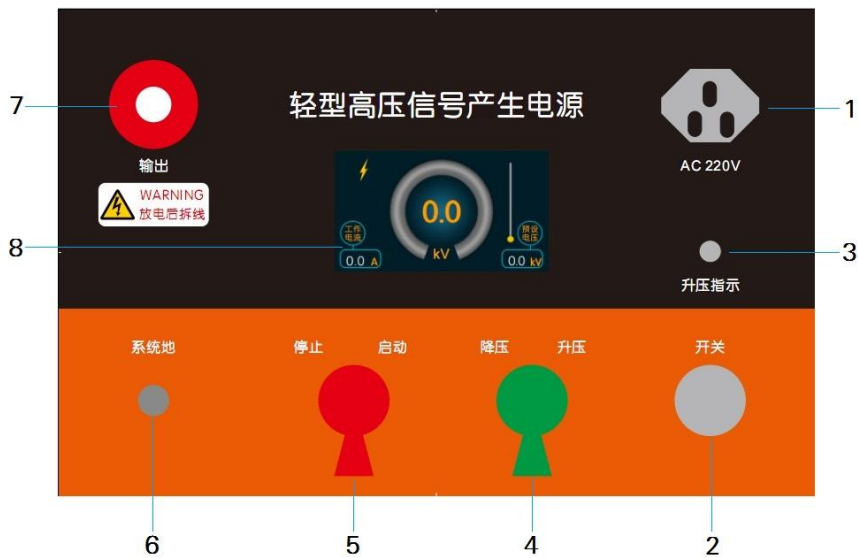 轻型高压信号产生电源
7
1
输出
AC 220V
WARNING
放电后拆线
0.0
工作
电流
预设
电压
8
kV
0.0 A
0.0 kV
3
升压指示
系统地
停止
启动
降压
升压
开关
6
5
4
2